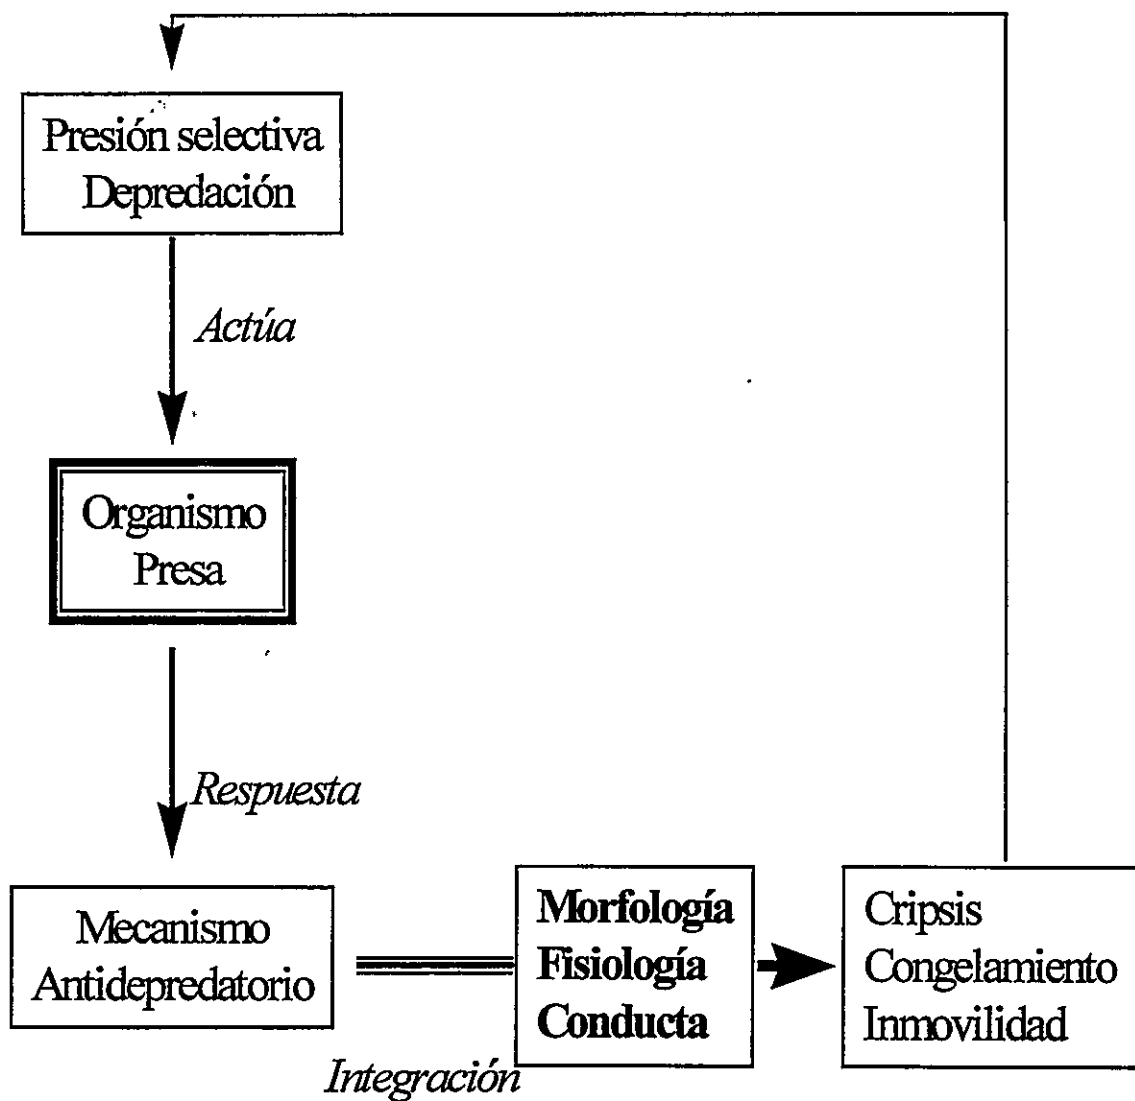 Presión selectiva
Depredación
Actúa
Organismo
Presa
Respuesta
Mecanismo
Antidepredatorio
Integración
Morfología
Fisiología
Conducta
Cripsis
Congelamiento
Inmovilidad